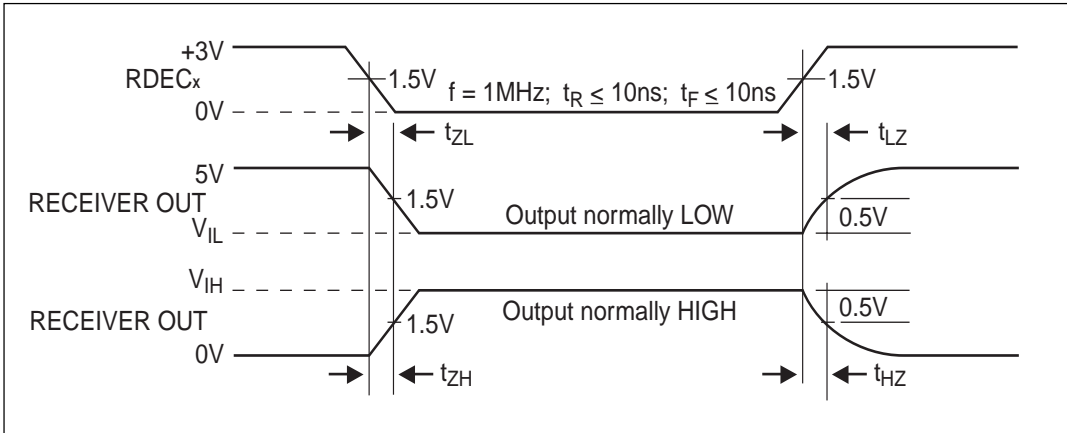 +3V
RDECx
1.5V
f = 1MHz; tR ≤ 10ns; tF ≤ 10ns
1.5V
0V
tZL
tLZ
5V
RECEIVER OUT
1.5V
Output normally LOW
0.5V
VIL
VIH
RECEIVER OUT
1.5V
Output normally HIGH
0.5V
0V
tZH
tHZ